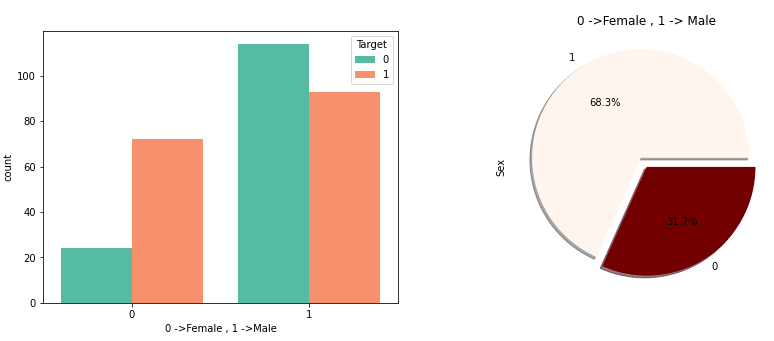 Target
0
1
100
80
60
40
20
0
count
0
1
0 ->Female , 1 ->Male
0 ->Female , 1 -> Male
1
68.3%
Sex
31.7%
0